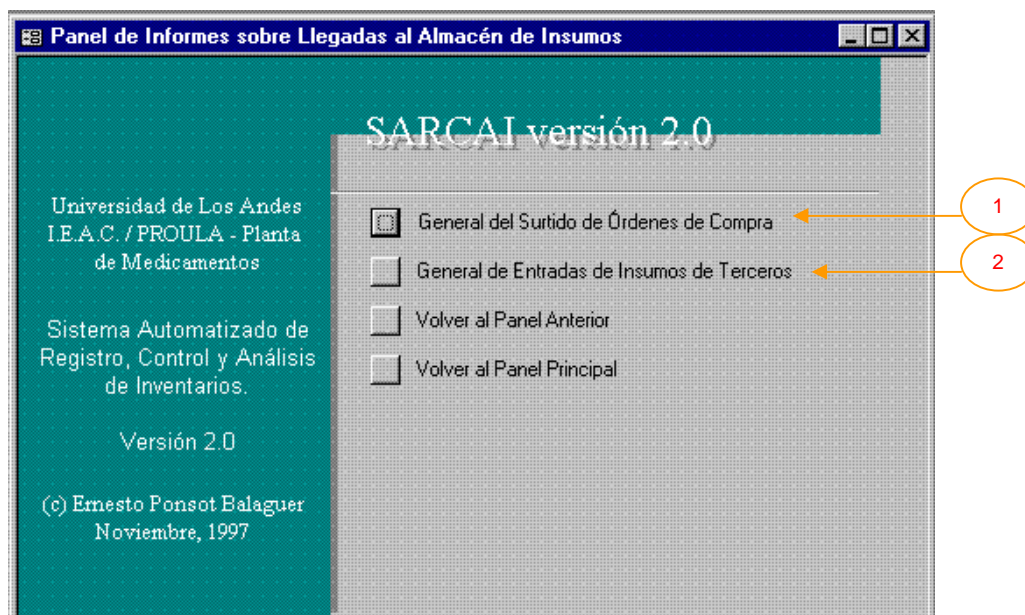 Panel de Informes sobre Llegadas al Almacén de Insumos
SARCAI versión 2.0
Universidad de Los Andes
I.E.A.C. / PROULA - Planta
de Medicamentos
Sistema Automatizado de
Registro, Control y Análisis
de Inventarios.
Versión 2.0
(c) Ernesto Ponsot Balaguer
Noviembre, 1997
General del Surtido de Órdenes de Compra
1
General de Entradas de Insumos de Terceros
2
Volver al Panel Anterior
Volver al Panel Principal